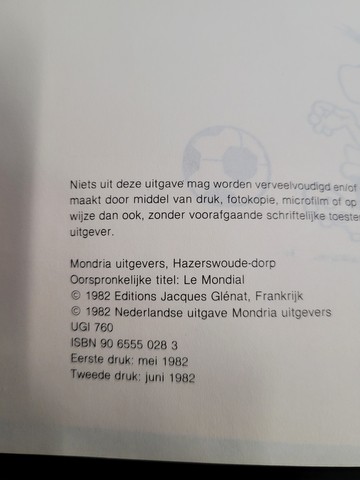 Niets uit deze uitgave mag worden verveelvoudigd en/of
maakt door middel van druk, fotokopie, microfilm of op
wijze dan ook, zonder voorafgaande schriftelijke toeste
uitgever.
Mondria uitgevers, Hazerswoude-dorp
Oorspronkelijke titel: Le Mondial
© 1982 Editions Jacques Glénat, Frankrijk
© 1982 Nederlandse uitgave Mondria uitgevers
UGI 760
ISBN 90 6555 028 3
Eerste druk: mei 1982
Tweede druk: juni 1982